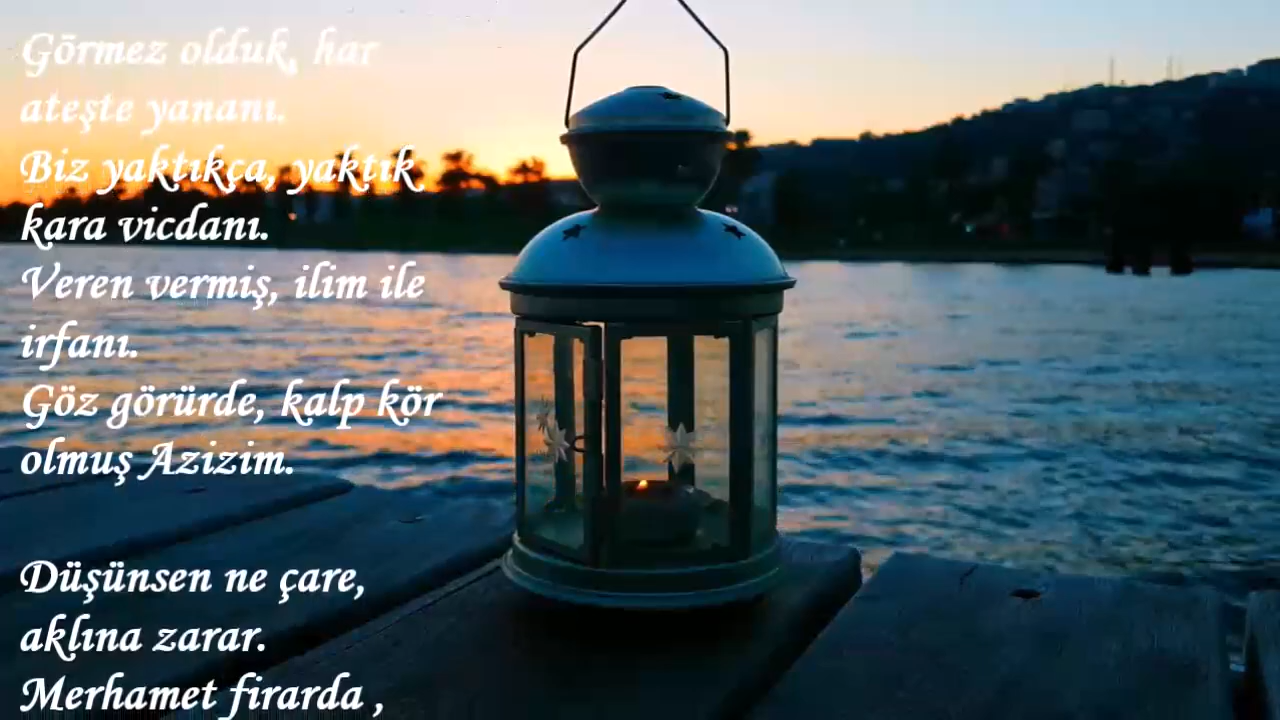 Görmez olduk, har
ateşte yananı.
Biz yaktıkça, yaktık
kara vicdanı.
Veren vermiş, ilim ile
irfanı.
Göz görürde, kalp kör
olmuş Azizim.
Düşünsen ne çare,
aklına zarar.
Merhamet firarda ,